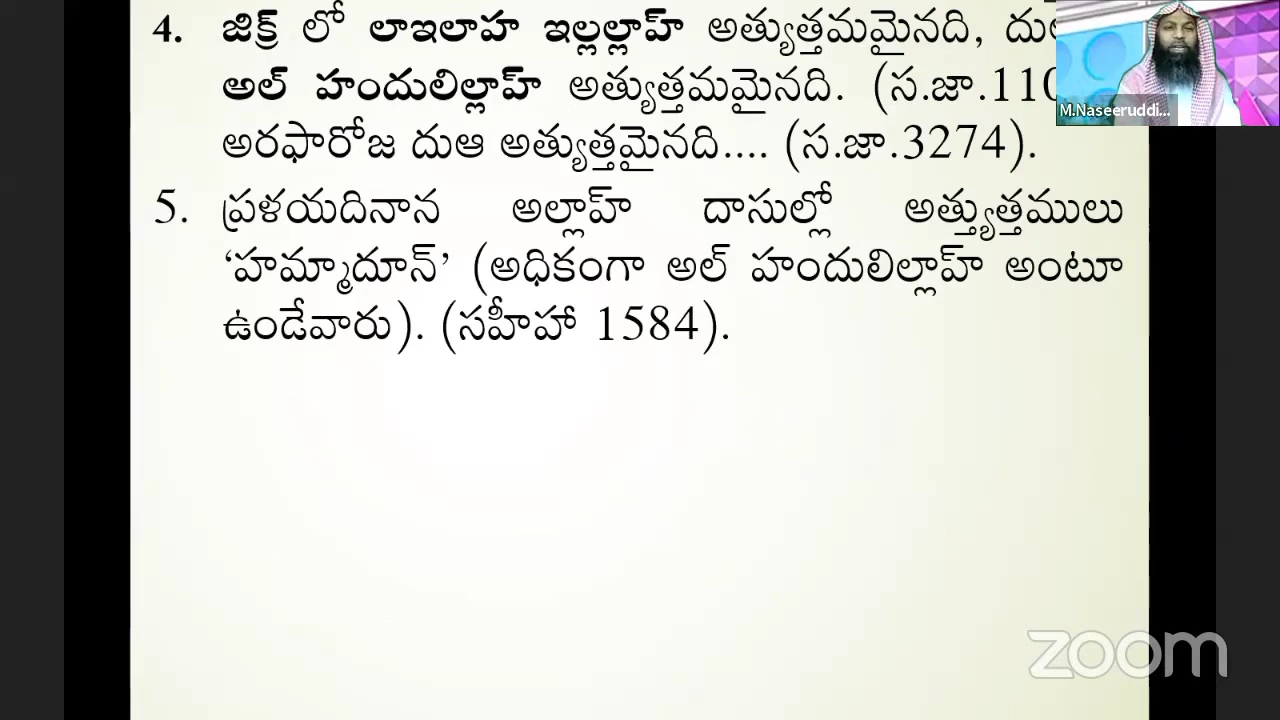 4. జిక్ర్ లో లాఇలాహ ఇల్లల్లాహ్ అత్యుత్తమమైనది,
అల్ హందులిల్లాహ్ అత్యుత్తమమైనది. (స.జా.110
అరఫారోజ దుఆ అత్యుత్తమైనది.... (స.జా.3274).
5. ప్రళయదినాన అల్లాహ్ దాసుల్లో అత్త్యుత్తములు
‘హమ్మాదూన్’ (అధికంగా అల్ హందులిల్లాహ్ అంటూ
ఉండేవారు). (సహీహా 1584).
M.Naseeruddi...
zoom